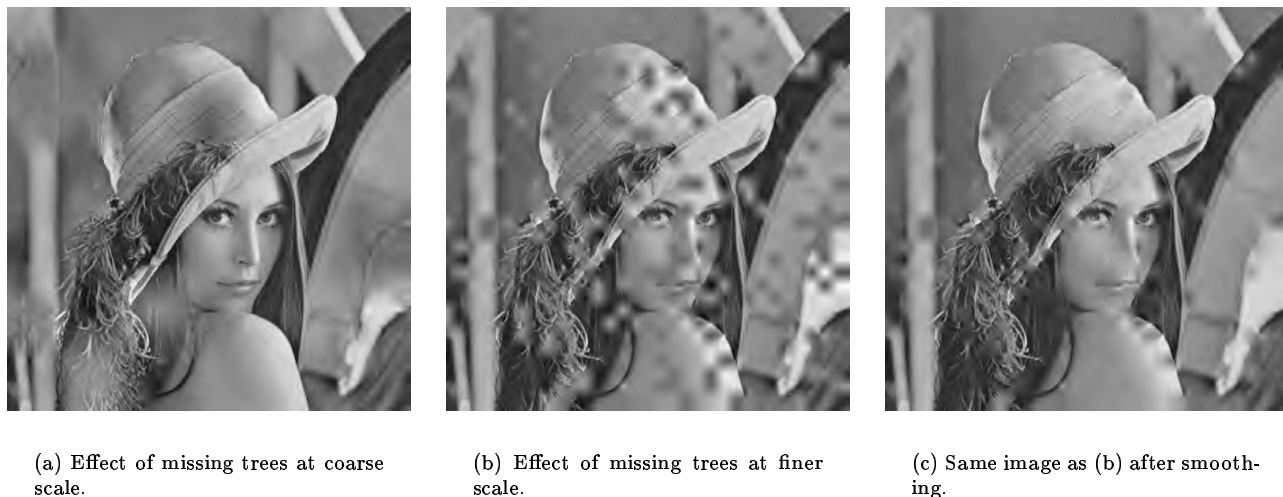 (a) Effect of missing trees at coarse
scale.
(b) Effect of missing trees at finer
scale.
(c) Same image as (b) after smooth-
ing.